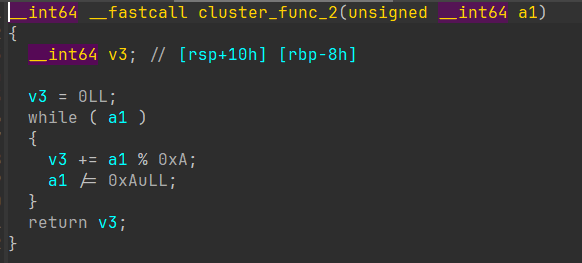 __int64 __fastcall cluster_func_2(unsigned __int64 a1)
{
  __int64 v3; // [rsp+10h] [rbp-8h]

  v3 = 0LL;
  while ( a1 )
  {
    v3 += a1 % 0xA;
    a1 /= 0xAuLL;
  }
  return v3;
}